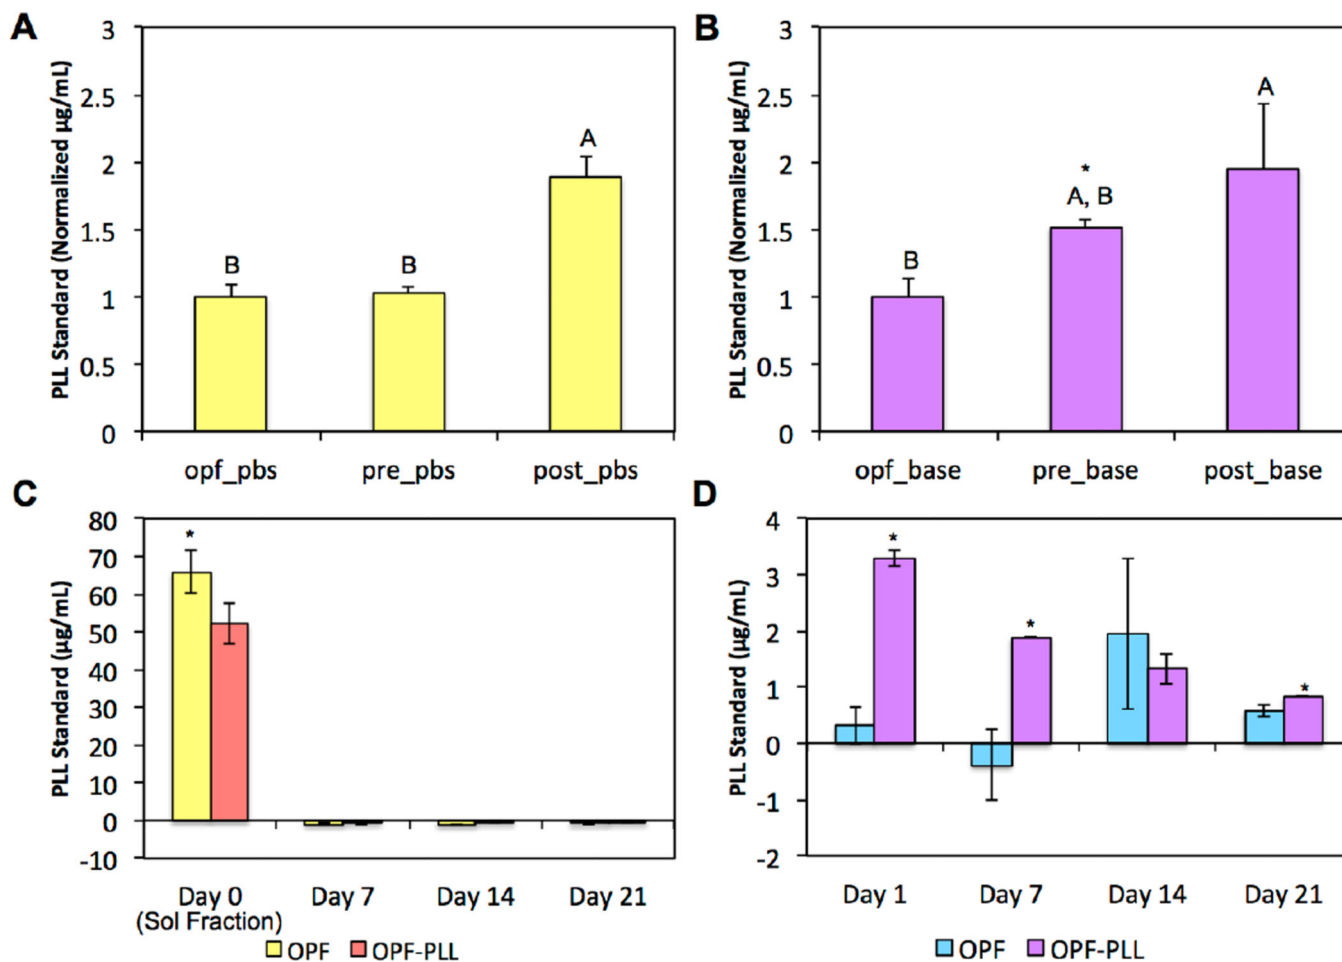 A
PLL Standard (Normalized µg/mL)
3
2.5
2
1.5
1
0.5
0
B
B
A
opf_pbs
pre_pbs
post_pbs
B
PLL Standard (Normalized µg/mL)
3
2.5
2
1.5
1
0.5
0
B
*
A, B
A
opf_base
pre_base
post_base
C
PLL Standard (µg/mL)
80
70
60
50
40
30
20
10
0
-10
*
Day 0
(Sol Fraction)
Day 7
Day 14
Day 21
OPF
OPF-PLL
D
PLL Standard (µg/mL)
4
3
2
1
0
-1
-2
*
*
*
Day 1
Day 7
Day 14
Day 21
OPF
OPF-PLL